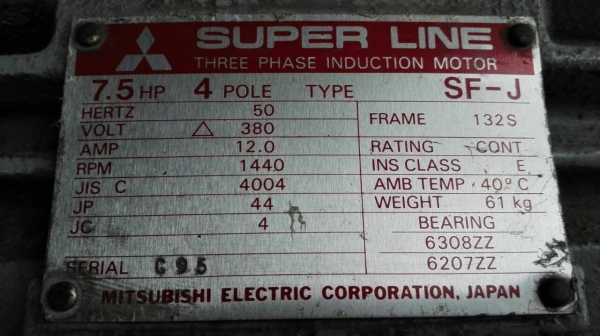 SUPER LINE
THREE PHASE INDUCTION MOTOR
7.5 HP 4 POLE TYPE SF-J
HERTZ 50
VOLT △ 380
AMP 12.0
RPM 1440
JIS C 4004
JP 44
JC 4
SERIAL C95
FRAME 132S
RATING CONT
INS CLASS E
AMB TEMP 40°C
WEIGHT 61 kg
BEARING
6308ZZ
6207ZZ
MITSUBISHI ELECTRIC CORPORATION, JAPAN